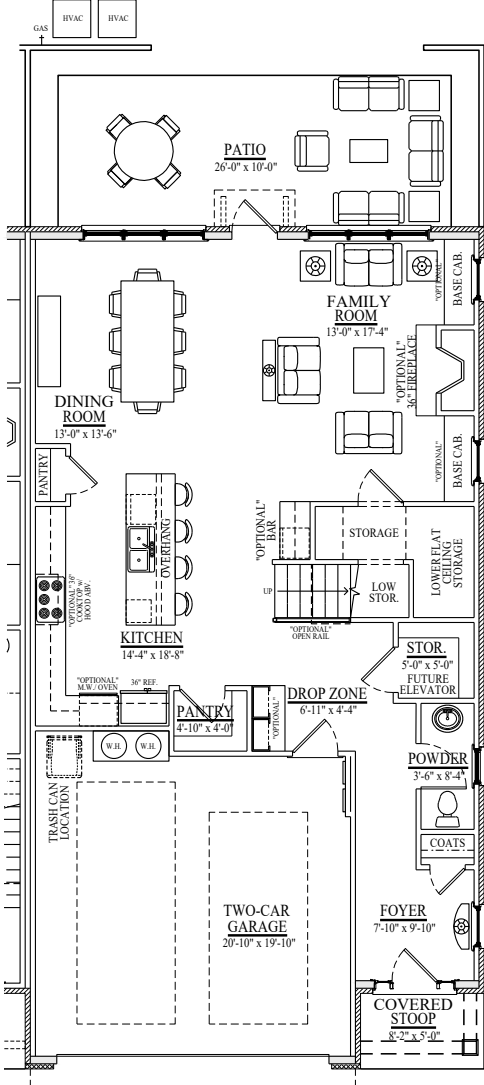 HVAC
HVAC
GAS
PATIO
26'-0" x 10'-0"
"OPTIONAL"
BASE CAB.
FAMILY
ROOM
13'-0" x 17'-4"
"OPTIONAL"
36" FIREPLACE
DINING
ROOM
13'-0" x 13'-6"
"OPTIONAL"
BASE CAB.
PANTRY
OVERHANG
"OPTIONAL"
BAR
STORAGE
LOWER FLAT
CEILING
STORAGE
"OPTIONAL" 36"
COOKTOP w/
HOOD ABV.
UP
LOW
STOR.
"OPTIONAL"
OPEN RAIL
KITCHEN
14'-4" x 18'-8"
STOR.
5'-0" x 5'-0"
FUTURE
ELEVATOR
"OPTIONAL"
M.W./ OVEN
36" REF.
PANTRY
4'-10" x 4'-0"
"OPTIONAL"
DROP ZONE
6'-11" x 4'-4"
W.H.
W.H.
TRASH CAN
LOCATION
POWDER
3'-6" x 8'-4"
COATS
TWO-CAR
GARAGE
20'-10" x 19'-10"
FOYER
7'-10" x 9'-10"
COVERED
STOOP
8'-2" x 5'-0"